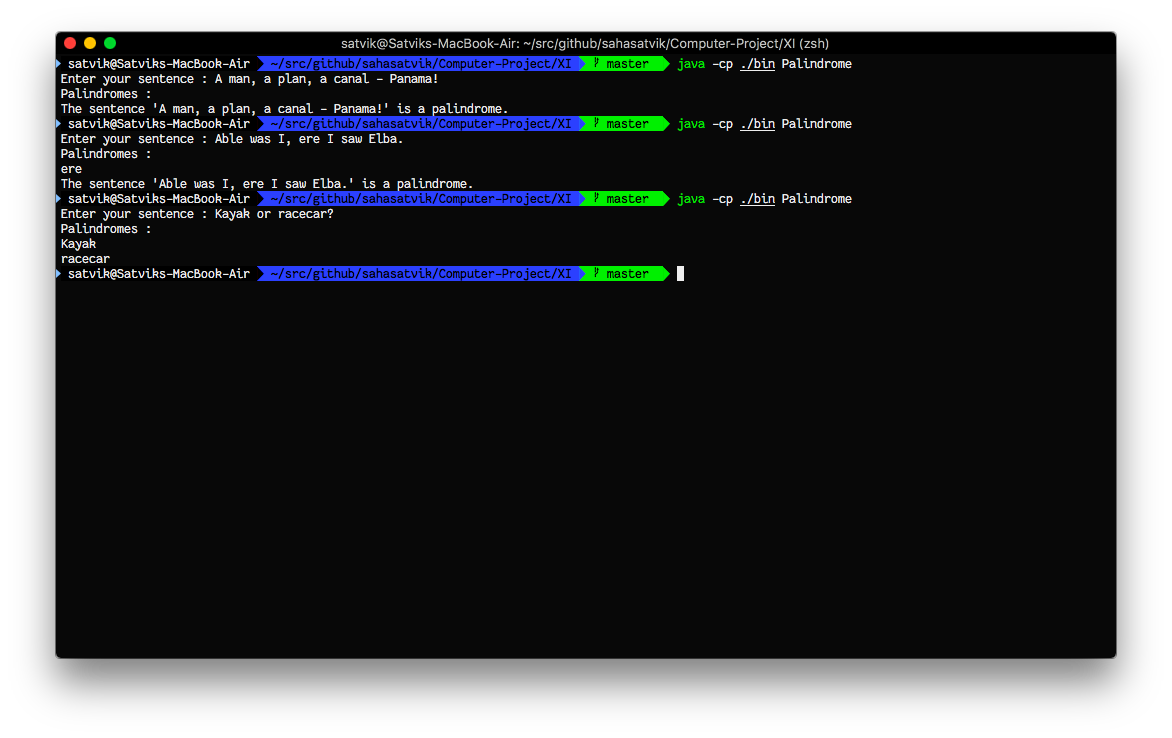 satvik@Satviks-MacBook-Air: ~/src/github/sahasatvik/Computer-Project/XI (zsh)
satvik@Satviks-MacBook-Air ~/src/github/sahasatvik/Computer-Project/XI master java -cp ./bin Palindrome
Enter your sentence : A man, a plan, a canal - Panama!
Palindromes :
The sentence 'A man, a plan, a canal - Panama!' is a palindrome.
satvik@Satviks-MacBook-Air ~/src/github/sahasatvik/Computer-Project/XI master java -cp ./bin Palindrome
Enter your sentence : Able was I, ere I saw Elba.
Palindromes :
ere
The sentence 'Able was I, ere I saw Elba.' is a palindrome.
satvik@Satviks-MacBook-Air ~/src/github/sahasatvik/Computer-Project/XI master java -cp ./bin Palindrome
Enter your sentence : Kayak or racecar?
Palindromes :
Kayak
racecar
satvik@Satviks-MacBook-Air ~/src/github/sahasatvik/Computer-Project/XI master